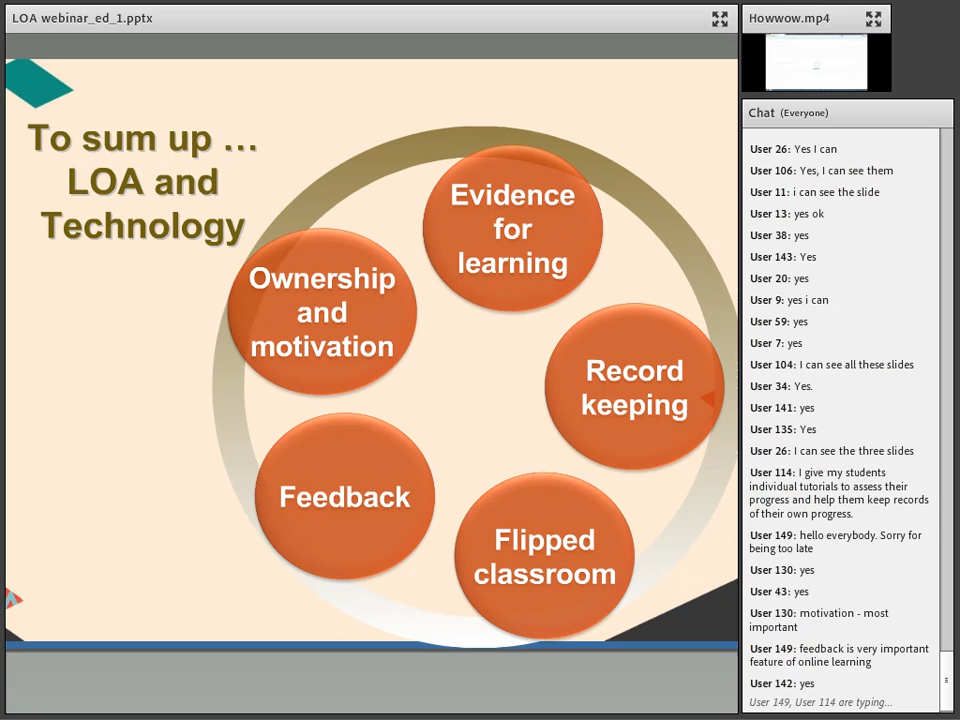 LOA webinar_ed_1.pptx
To sum up …
LOA and
Technology
Evidence
for
learning
Ownership
and
motivation
Record
keeping
Feedback
Flipped
classroom
Howwow.mp4
Chat (Everyone)
User 26: Yes I can
User 106: Yes, I can see them
User 11: i can see the slide
User 13: yes ok
User 38: yes
User 143: Yes
User 20: yes
User 9: yes i can
User 59: yes
User 7: yes
User 104: I can see all these slides
User 34: Yes.
User 141: yes
User 135: Yes
User 26: I can see the three slides
User 114: I give my students
individual tutorials to assess their
progress and help them keep records
of their own progress.
User 149: hello everybody. Sorry for
being too late
User 130: yes
User 43: yes
User 130: motivation - most
important
User 149: feedback is very important
feature of online learning
User 142: yes
User 149, User 114 are typing...